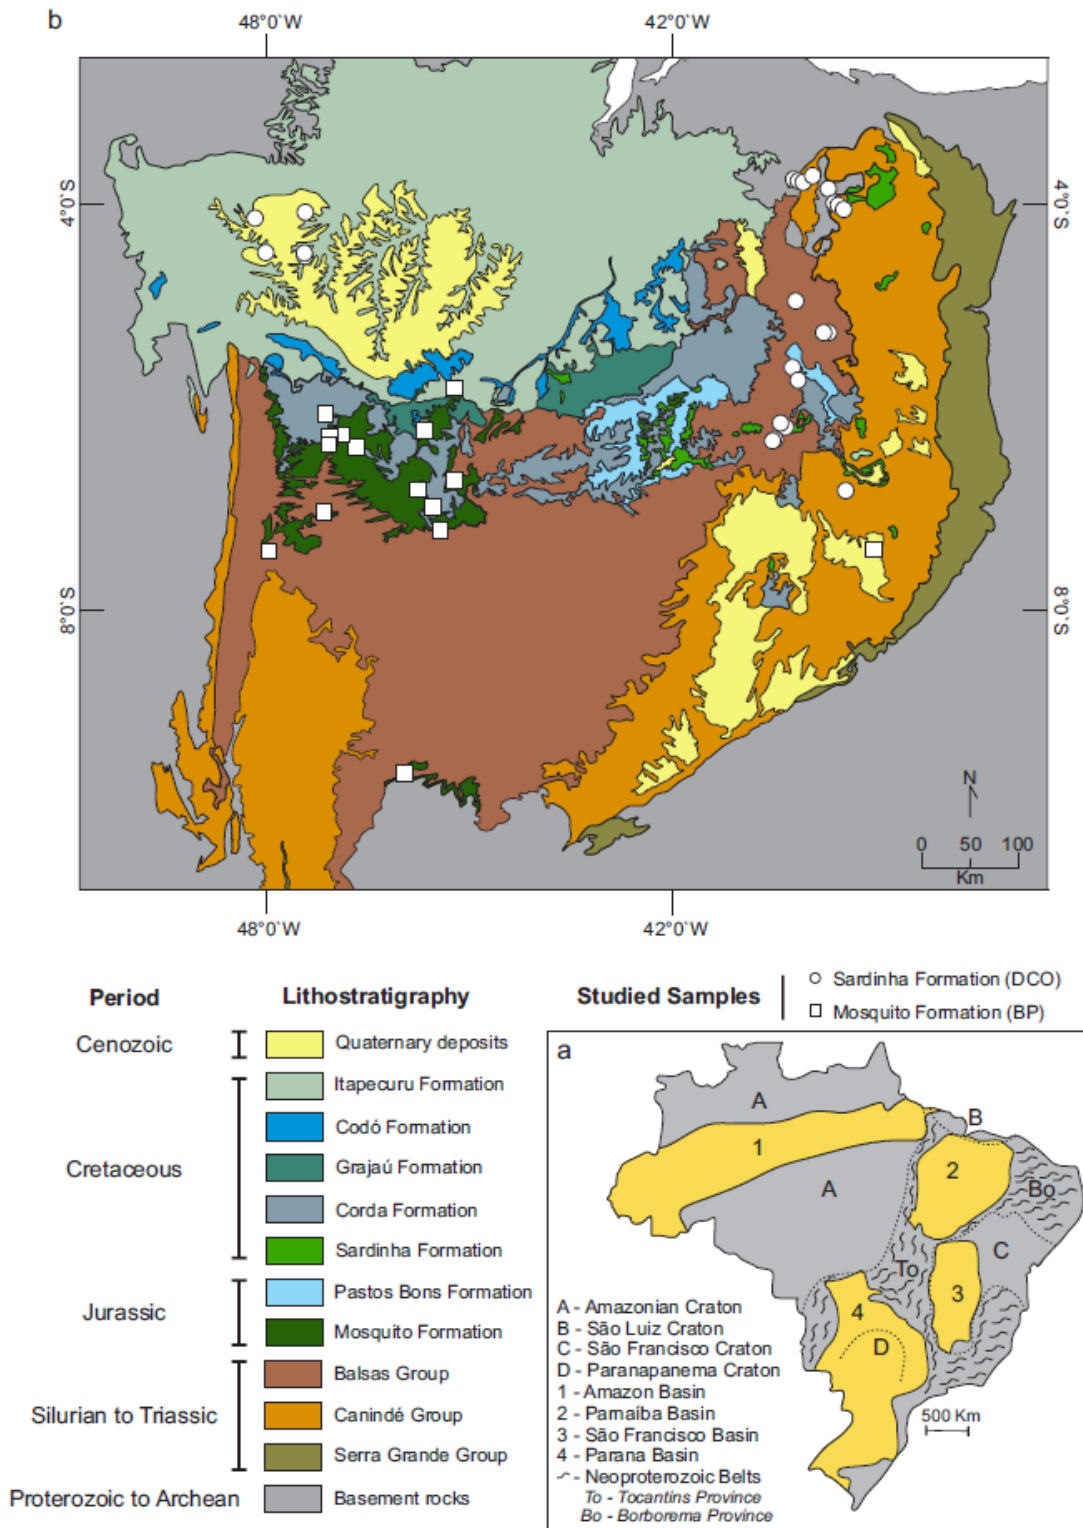 b
48°0`W 42°0`W
4°0`S 4°0`S
8°0`S 8°0`S
N
0 50 100
Km
48°0`W 42°0`W
Period Lithostratigraphy Studied Samples
Sardinha Formation (DCO)
Mosquito Formation (BP)
Cenozoic
Quaternary deposits
Cretaceous
Itapecuru Formation
Codó Formation
Grajaú Formation
Corda Formation
Sardinha Formation
Jurassic
Pastos Bons Formation
Mosquito Formation
Silurian to Triassic
Balsas Group
Canindé Group
Serra Grande Group
Proterozoic to Archean
Basement rocks
a
A
B
1
2
A
Bo
C
To
3
4
D
A - Amazonian Craton
B - São Luiz Craton
C - São Francisco Craton
D - Paranapanema Craton
1 - Amazon Basin
2 - Parnaíba Basin
3 - São Francisco Basin
4 - Parana Basin
- Neoproterozoic Belts
To - Tocantins Province
Bo - Borborema Province
500 Km